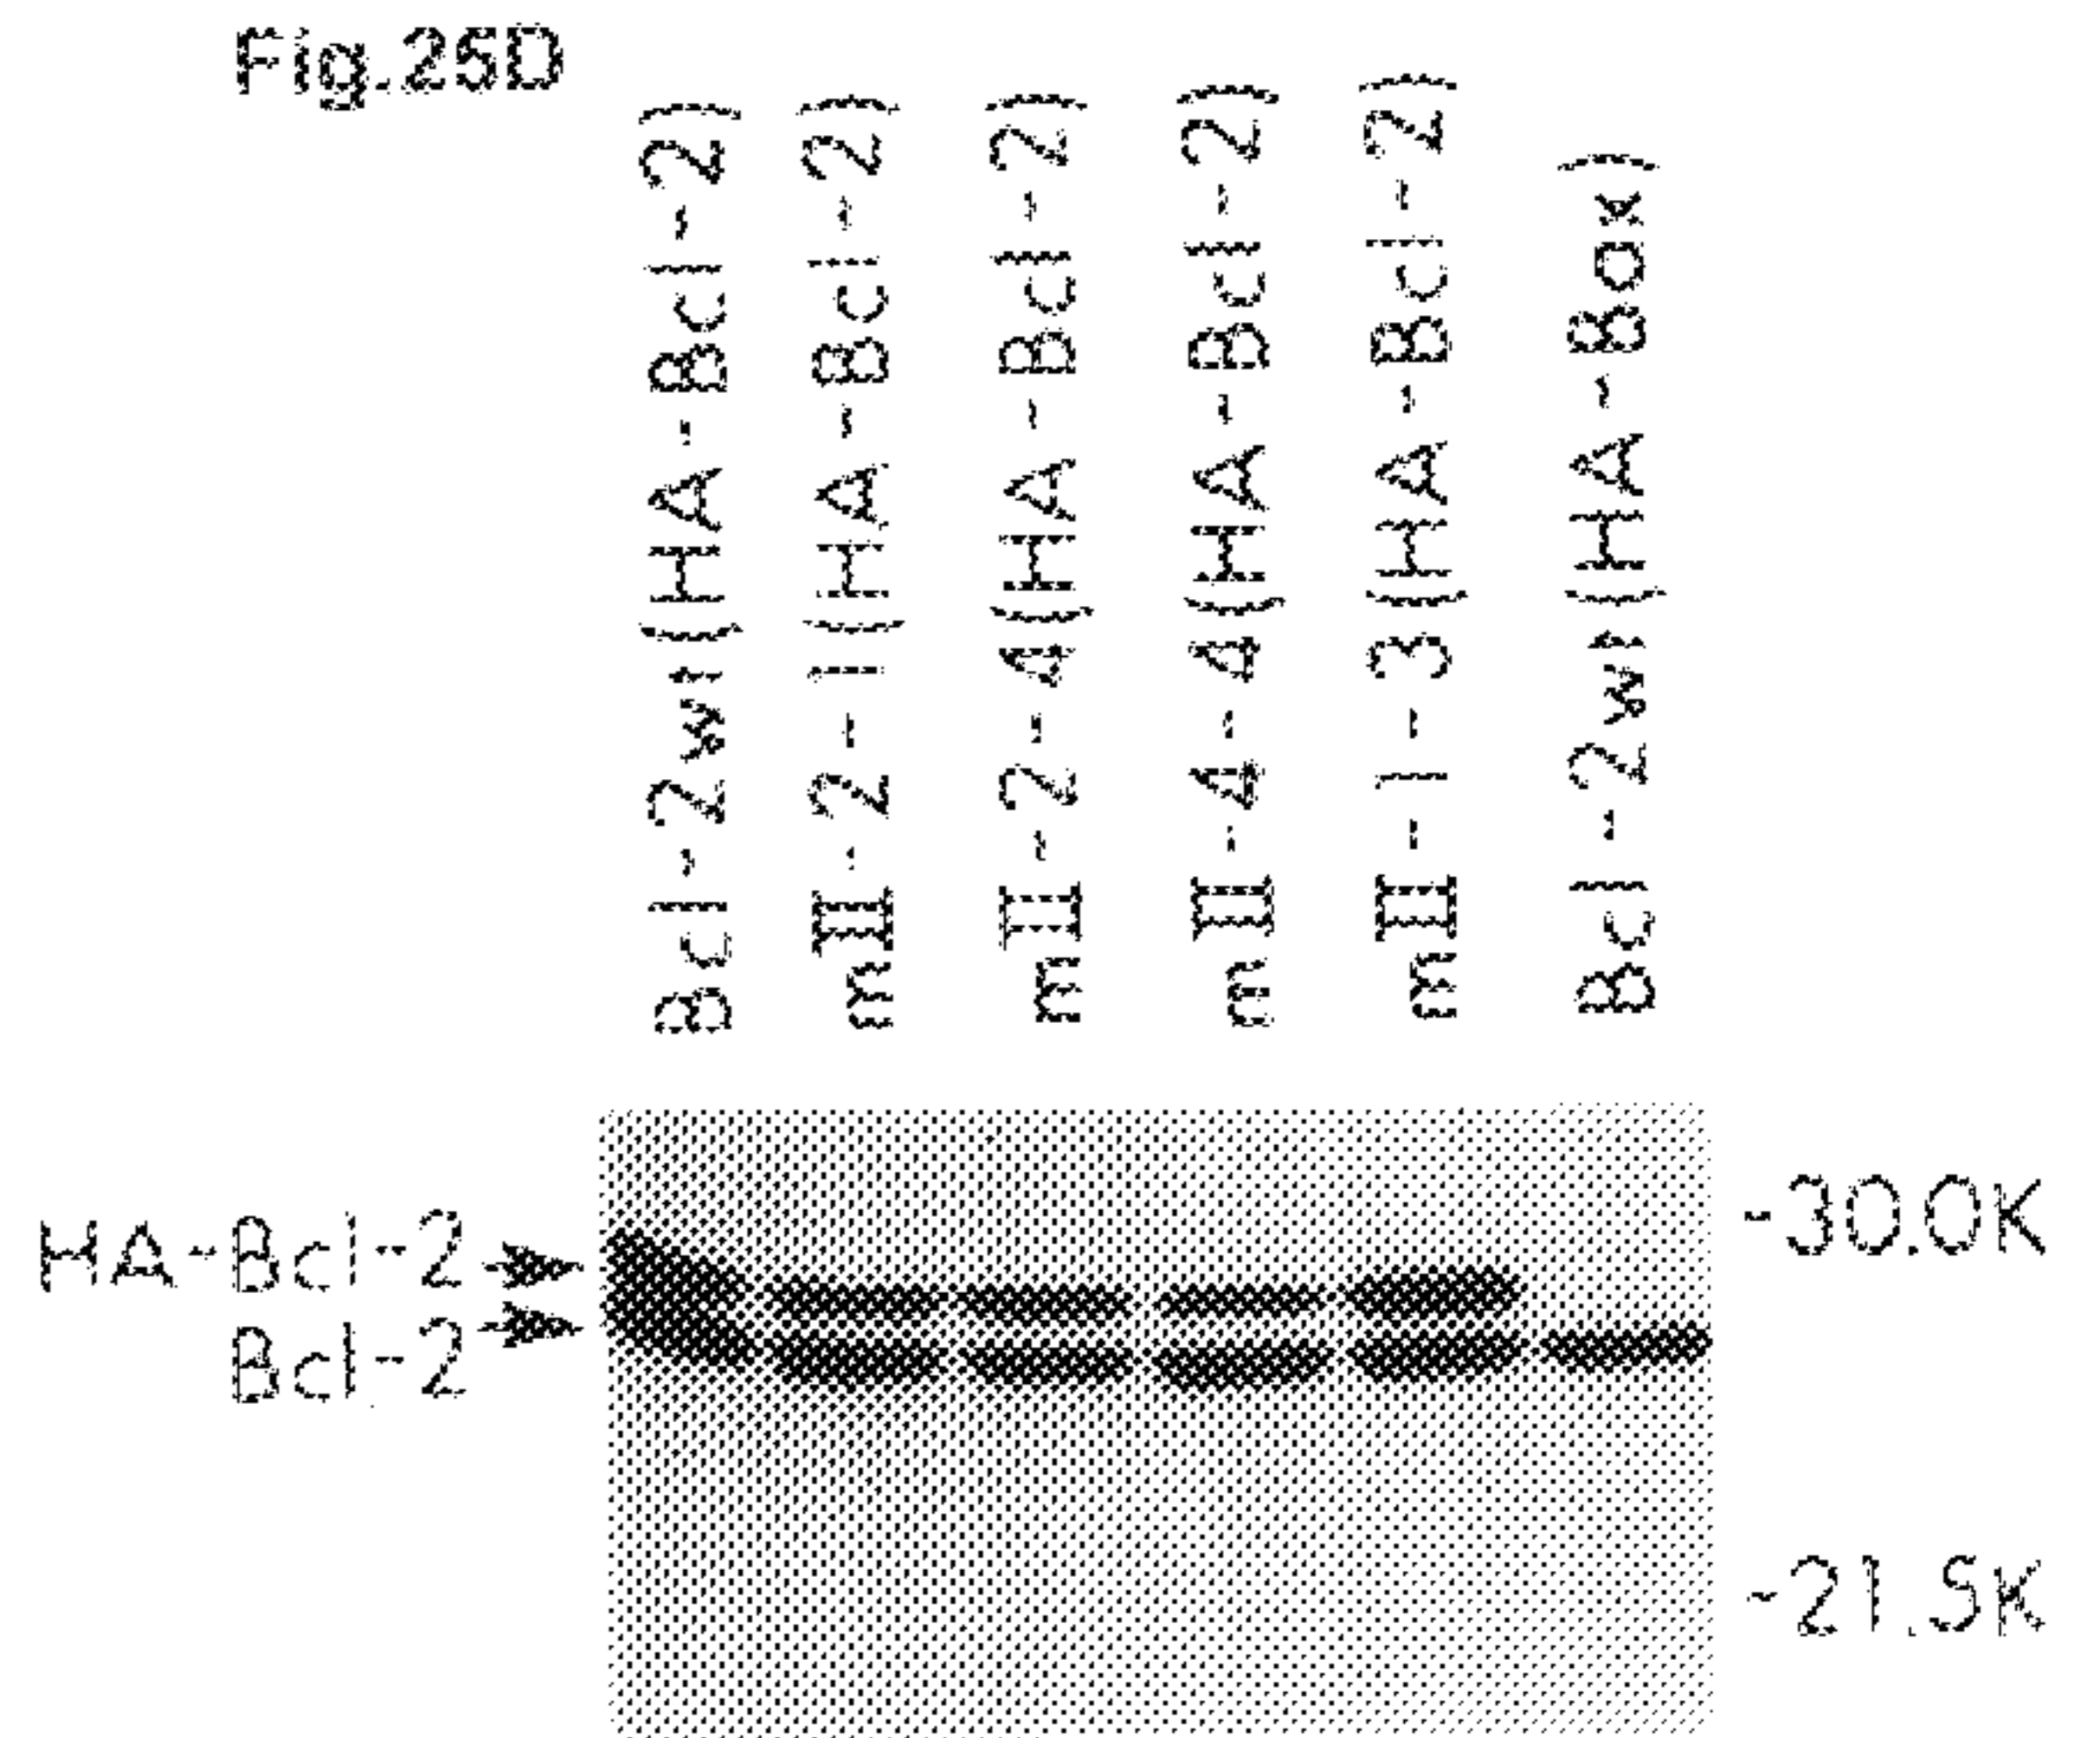 Fig.25D
Bcl-2wt(HA-Bcl-2)
mII-2-1(HA-Bcl-2)
mII-2-4(HA-Bcl-2)
mII-4-4(HA-Bcl-2)
mII-1-3(HA-Bcl-2)
Bcl-2wt(HA-Bax)
HA-Bcl-2
Bcl-2
-30.0K
-21.5K